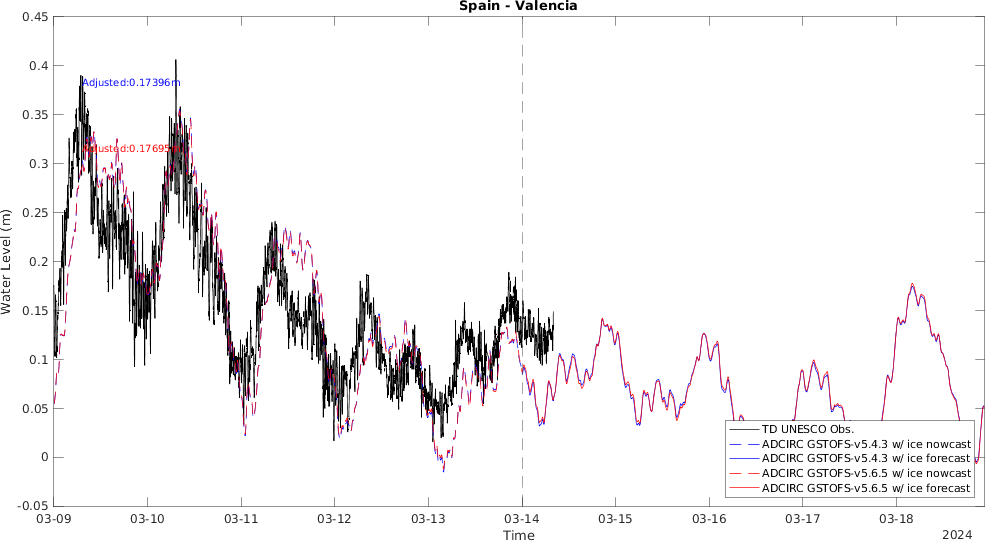 Spain - Valencia
0.45
0.4
0.35
0.3
0.25
0.2
0.15
0.1
0.05
0
-0.05
Water Level (m)
Adjusted:0.17396m
Adjusted:0.17695m
TD UNESCO Obs.
ADCIRC GSTOFS-v5.4.3 w/ ice nowcast
ADCIRC GSTOFS-v5.4.3 w/ ice forecast
ADCIRC GSTOFS-v5.6.5 w/ ice nowcast
ADCIRC GSTOFS-v5.6.5 w/ ice forecast
03-09 03-10 03-11 03-12 03-13 03-14 03-15 03-16 03-17 03-18
Time
2024